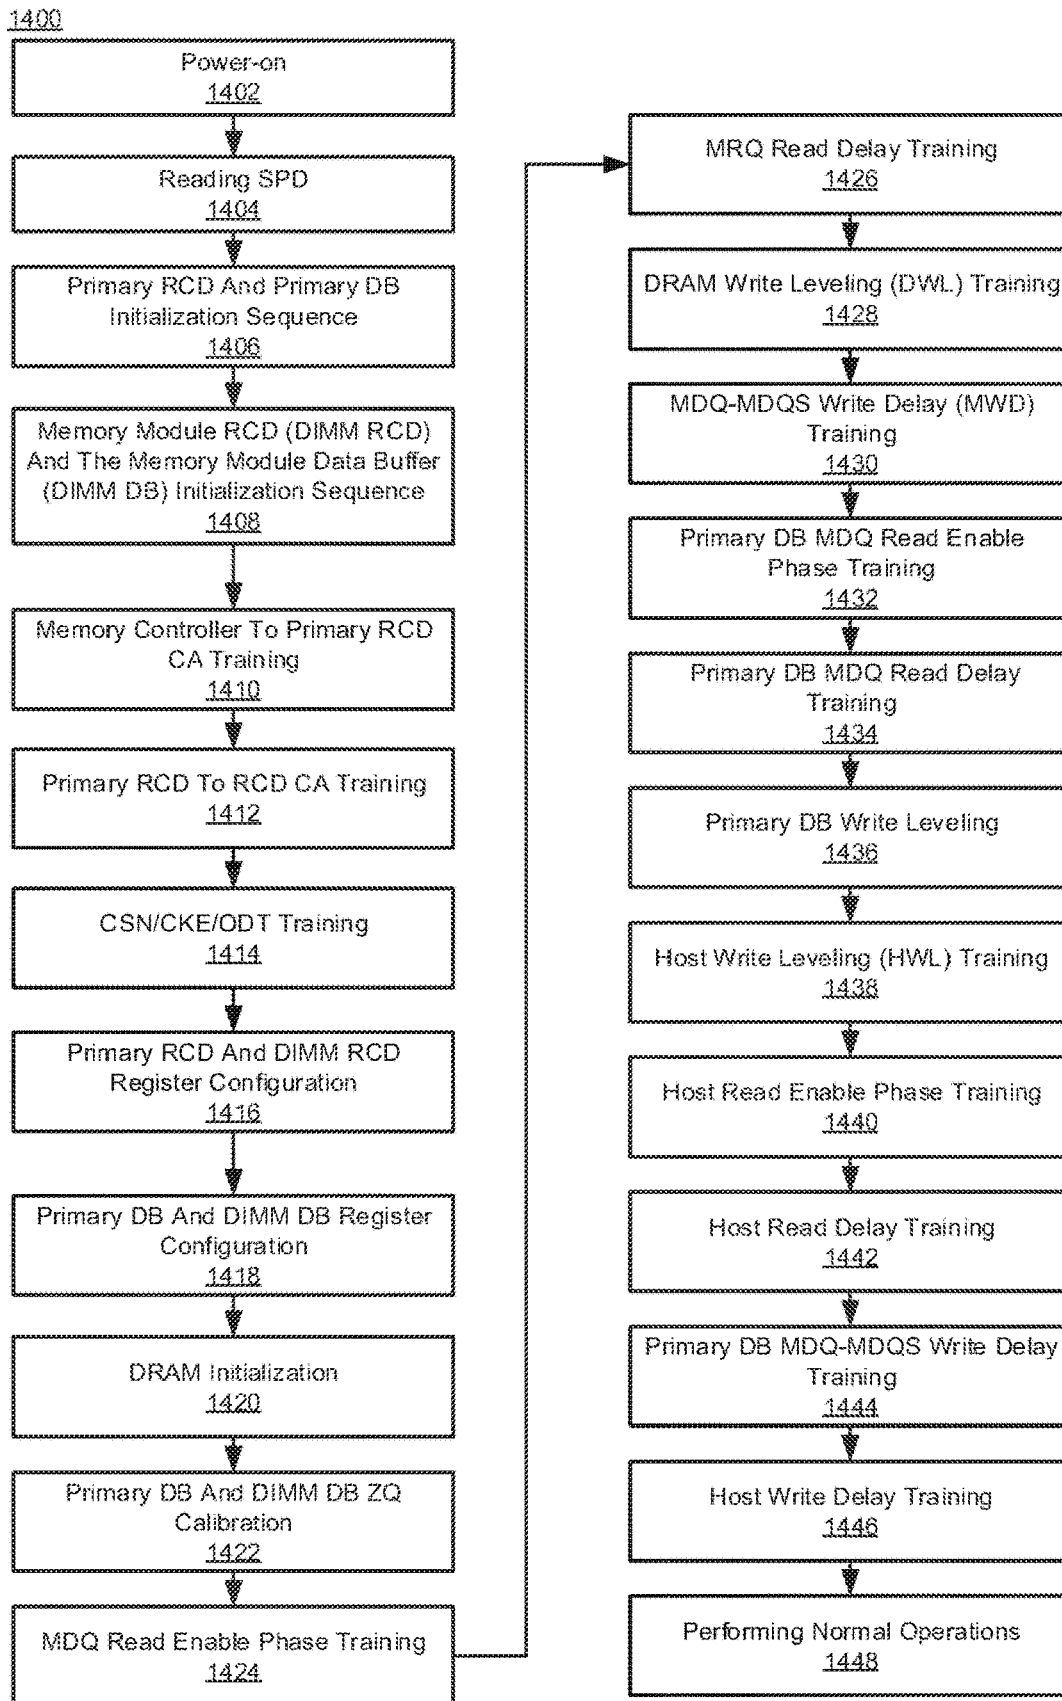 1400
Power-on
1402
Reading SPD
1404
Primary RCD And Primary DB
Initialization Sequence
1406
Memory Module RCD (DIMM RCD)
And The Memory Module Data Buffer
(DIMM DB) Initialization Sequence
1408
Memory Controller To Primary RCD
CA Training
1410
Primary RCD To RCD CA Training
1412
CSN/CKE/ODT Training
1414
Primary RCD And DIMM RCD
Register Configuration
1416
Primary DB And DIMM DB Register
Configuration
1418
DRAM Initialization
1420
Primary DB And DIMM DB ZQ
Calibration
1422
MDQ Read Enable Phase Training
1424
MRQ Read Delay Training
1426
DRAM Write Leveling (DWL) Training
1428
MDQ-MDQS Write Delay (MWD)
Training
1430
Primary DB MDQ Read Enable
Phase Training
1432
Primary DB MDQ Read Delay
Training
1434
Primary DB Write Leveling
1436
Host Write Leveling (HWL) Training
1438
Host Read Enable Phase Training
1440
Host Read Delay Training
1442
Primary DB MDQ-MDQS Write Delay
Training
1444
Host Write Delay Training
1446
Performing Normal Operations
1448